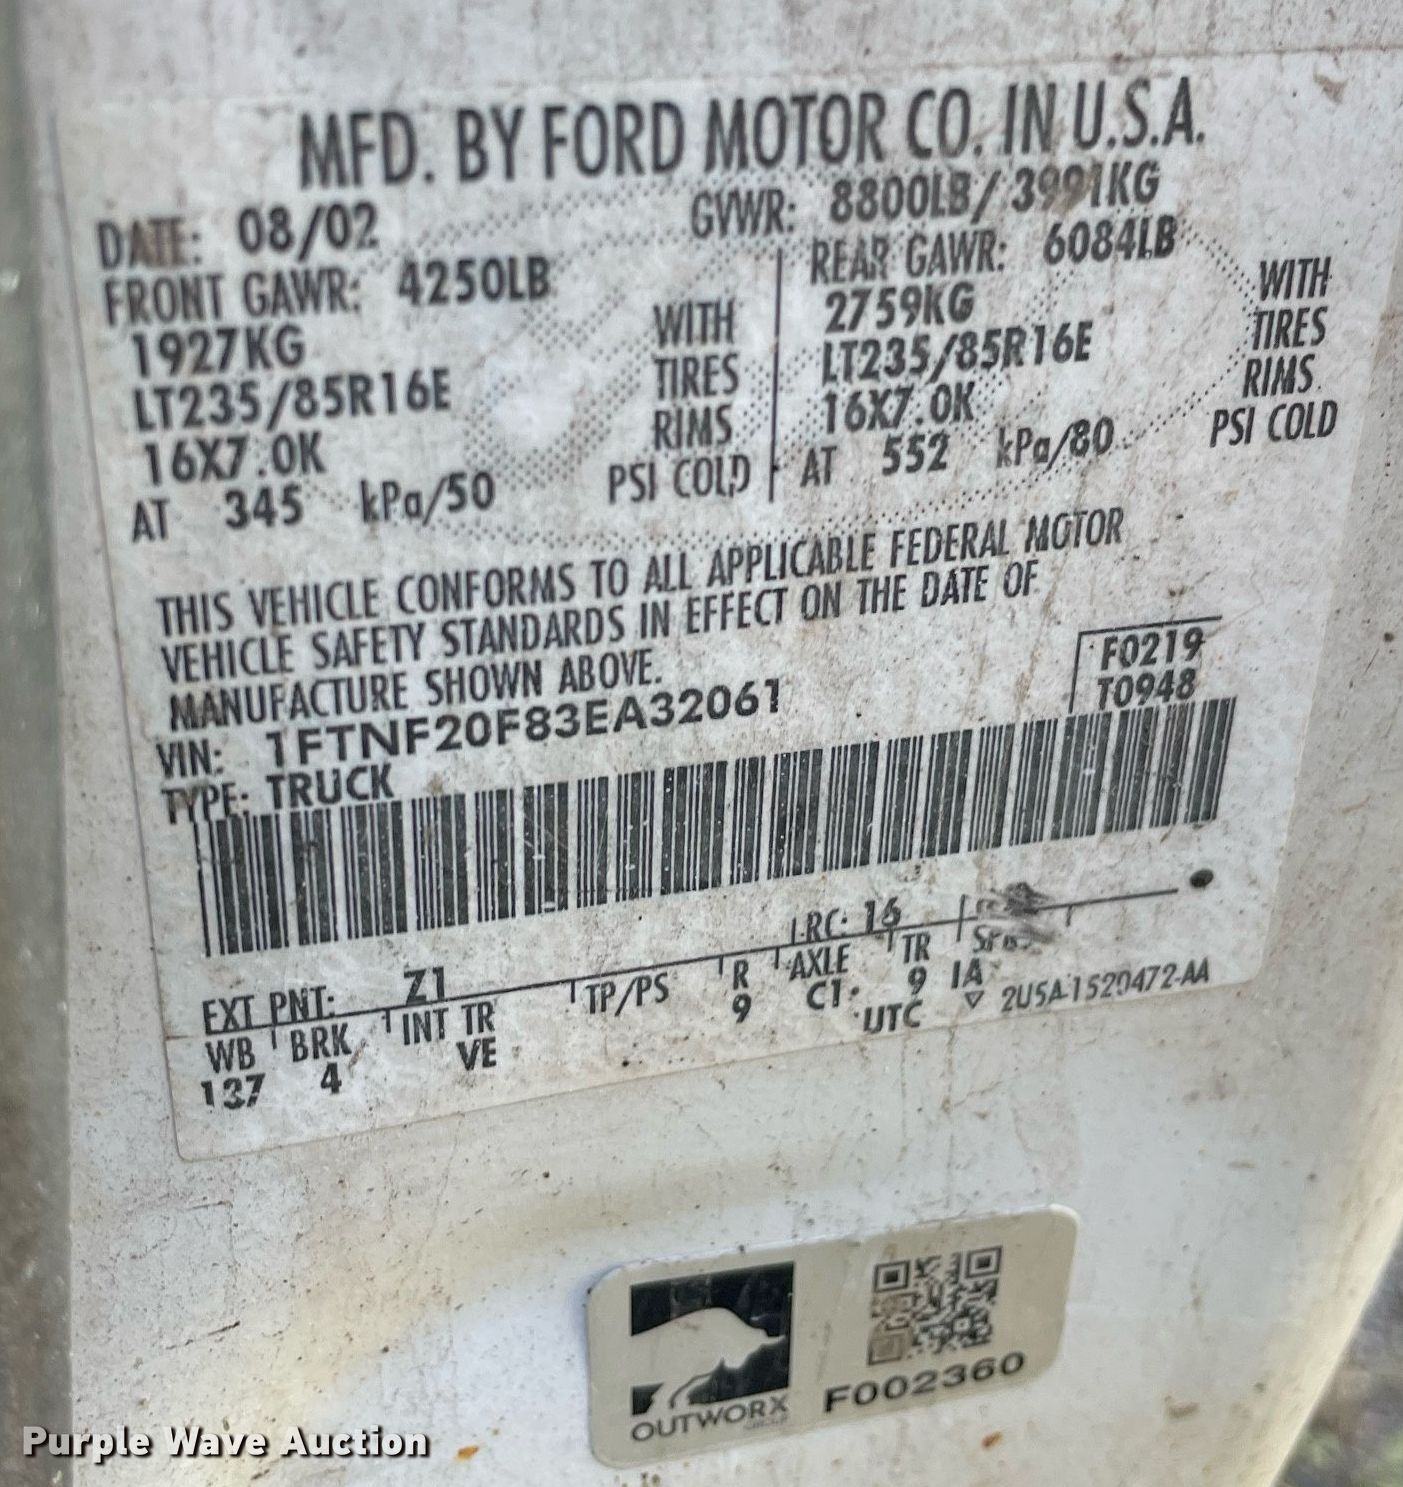 MFD. BY FORD MOTOR CO. IN U.S.A.
DATE: 08/02 GVWR: 8800LB/ 3991KG
FRONT GAWR: 4250LB REAR GAWR: 6084LB
1927KG WITH 2759KG WITH
LT235/85R16E TIRES LT235/85R16E TIRES
16X7.0K RIMS 16X7.0K RIMS
AT 345 kPa/50 PSI COLD AT 552 kPa/80 PSI COLD
THIS VEHICLE CONFORMS TO ALL APPLICABLE FEDERAL MOTOR
VEHICLE SAFETY STANDARDS IN EFFECT ON THE DATE OF
MANUFACTURE SHOWN ABOVE.
F0219
VIN: 1FTNF20F83EA32061 T0948
TYPE: TRUCK
EXT PNT: Z1 RC: 16
WB BRK INT TR TP/PS R AXLE TR
137 4 VE 9 C1 9 IA
UTC ▽ 2U5A-1520472-AA
OUTWORX
F002360
Purple Wave Auction